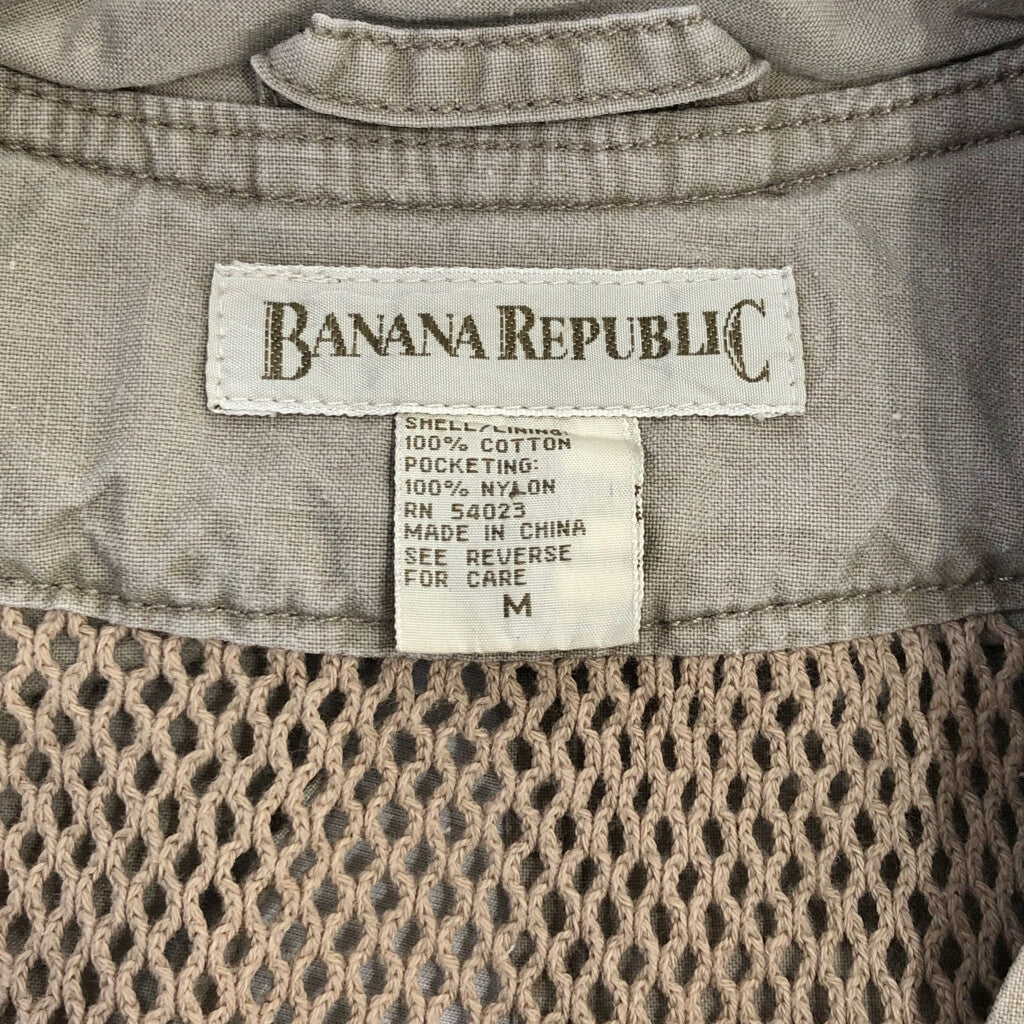 BANANA REPUBLIC
SHELL/LINING:
100% COTTON
POCKETING:
100% NYLON
RN 54023
MADE IN CHINA
SEE REVERSE
FOR CARE
M